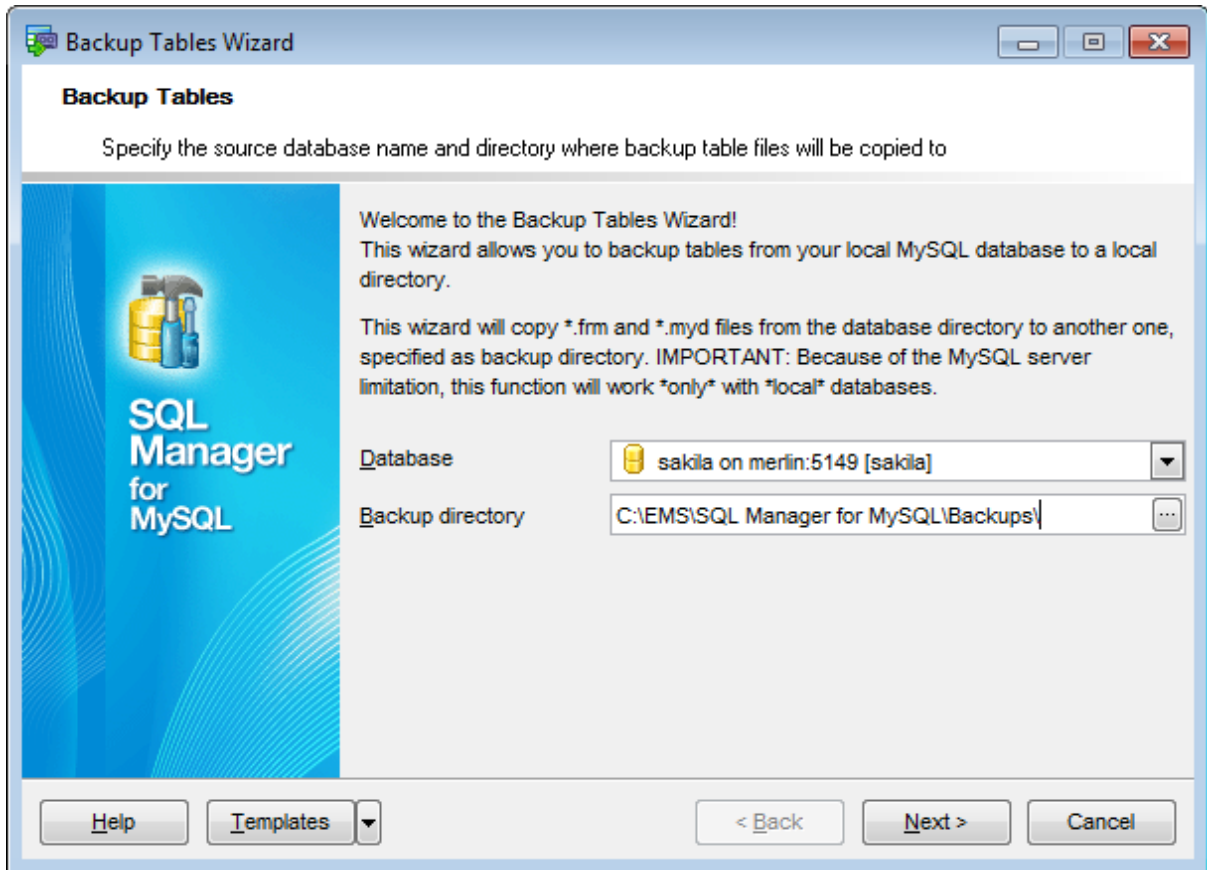 Backup Tables Wizard
Backup Tables
Specify the source database name and directory where backup table files will be copied to
Welcome to the Backup Tables Wizard!
This wizard allows you to backup tables from your local MySQL database to a local
directory.
This wizard will copy *.frm and *.myd files from the database directory to another one,
specified as backup directory. IMPORTANT: Because of the MySQL server
limitation, this function will work *only* with *local* databases.
SQL
Manager
for
MySQL
Database
sakila on merlin:5149 [sakila]
Backup directory
C:\EMS\SQL Manager for MySQL\Backups\
...
Help
Templates
< Back
Next >
Cancel